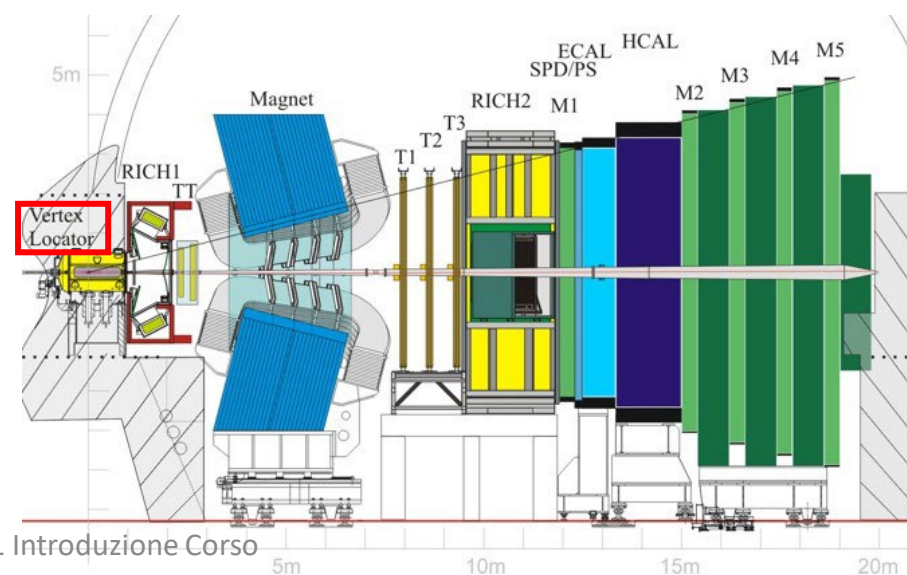 5m
Magnet
RICH1
TT
Vertex
Locator
T1
T2
T3
RICH2
M1
SPD/PS
ECAL
HCAL
M2
M3
M4
M5
Introduzione Corso
5m
10m
15m
20m